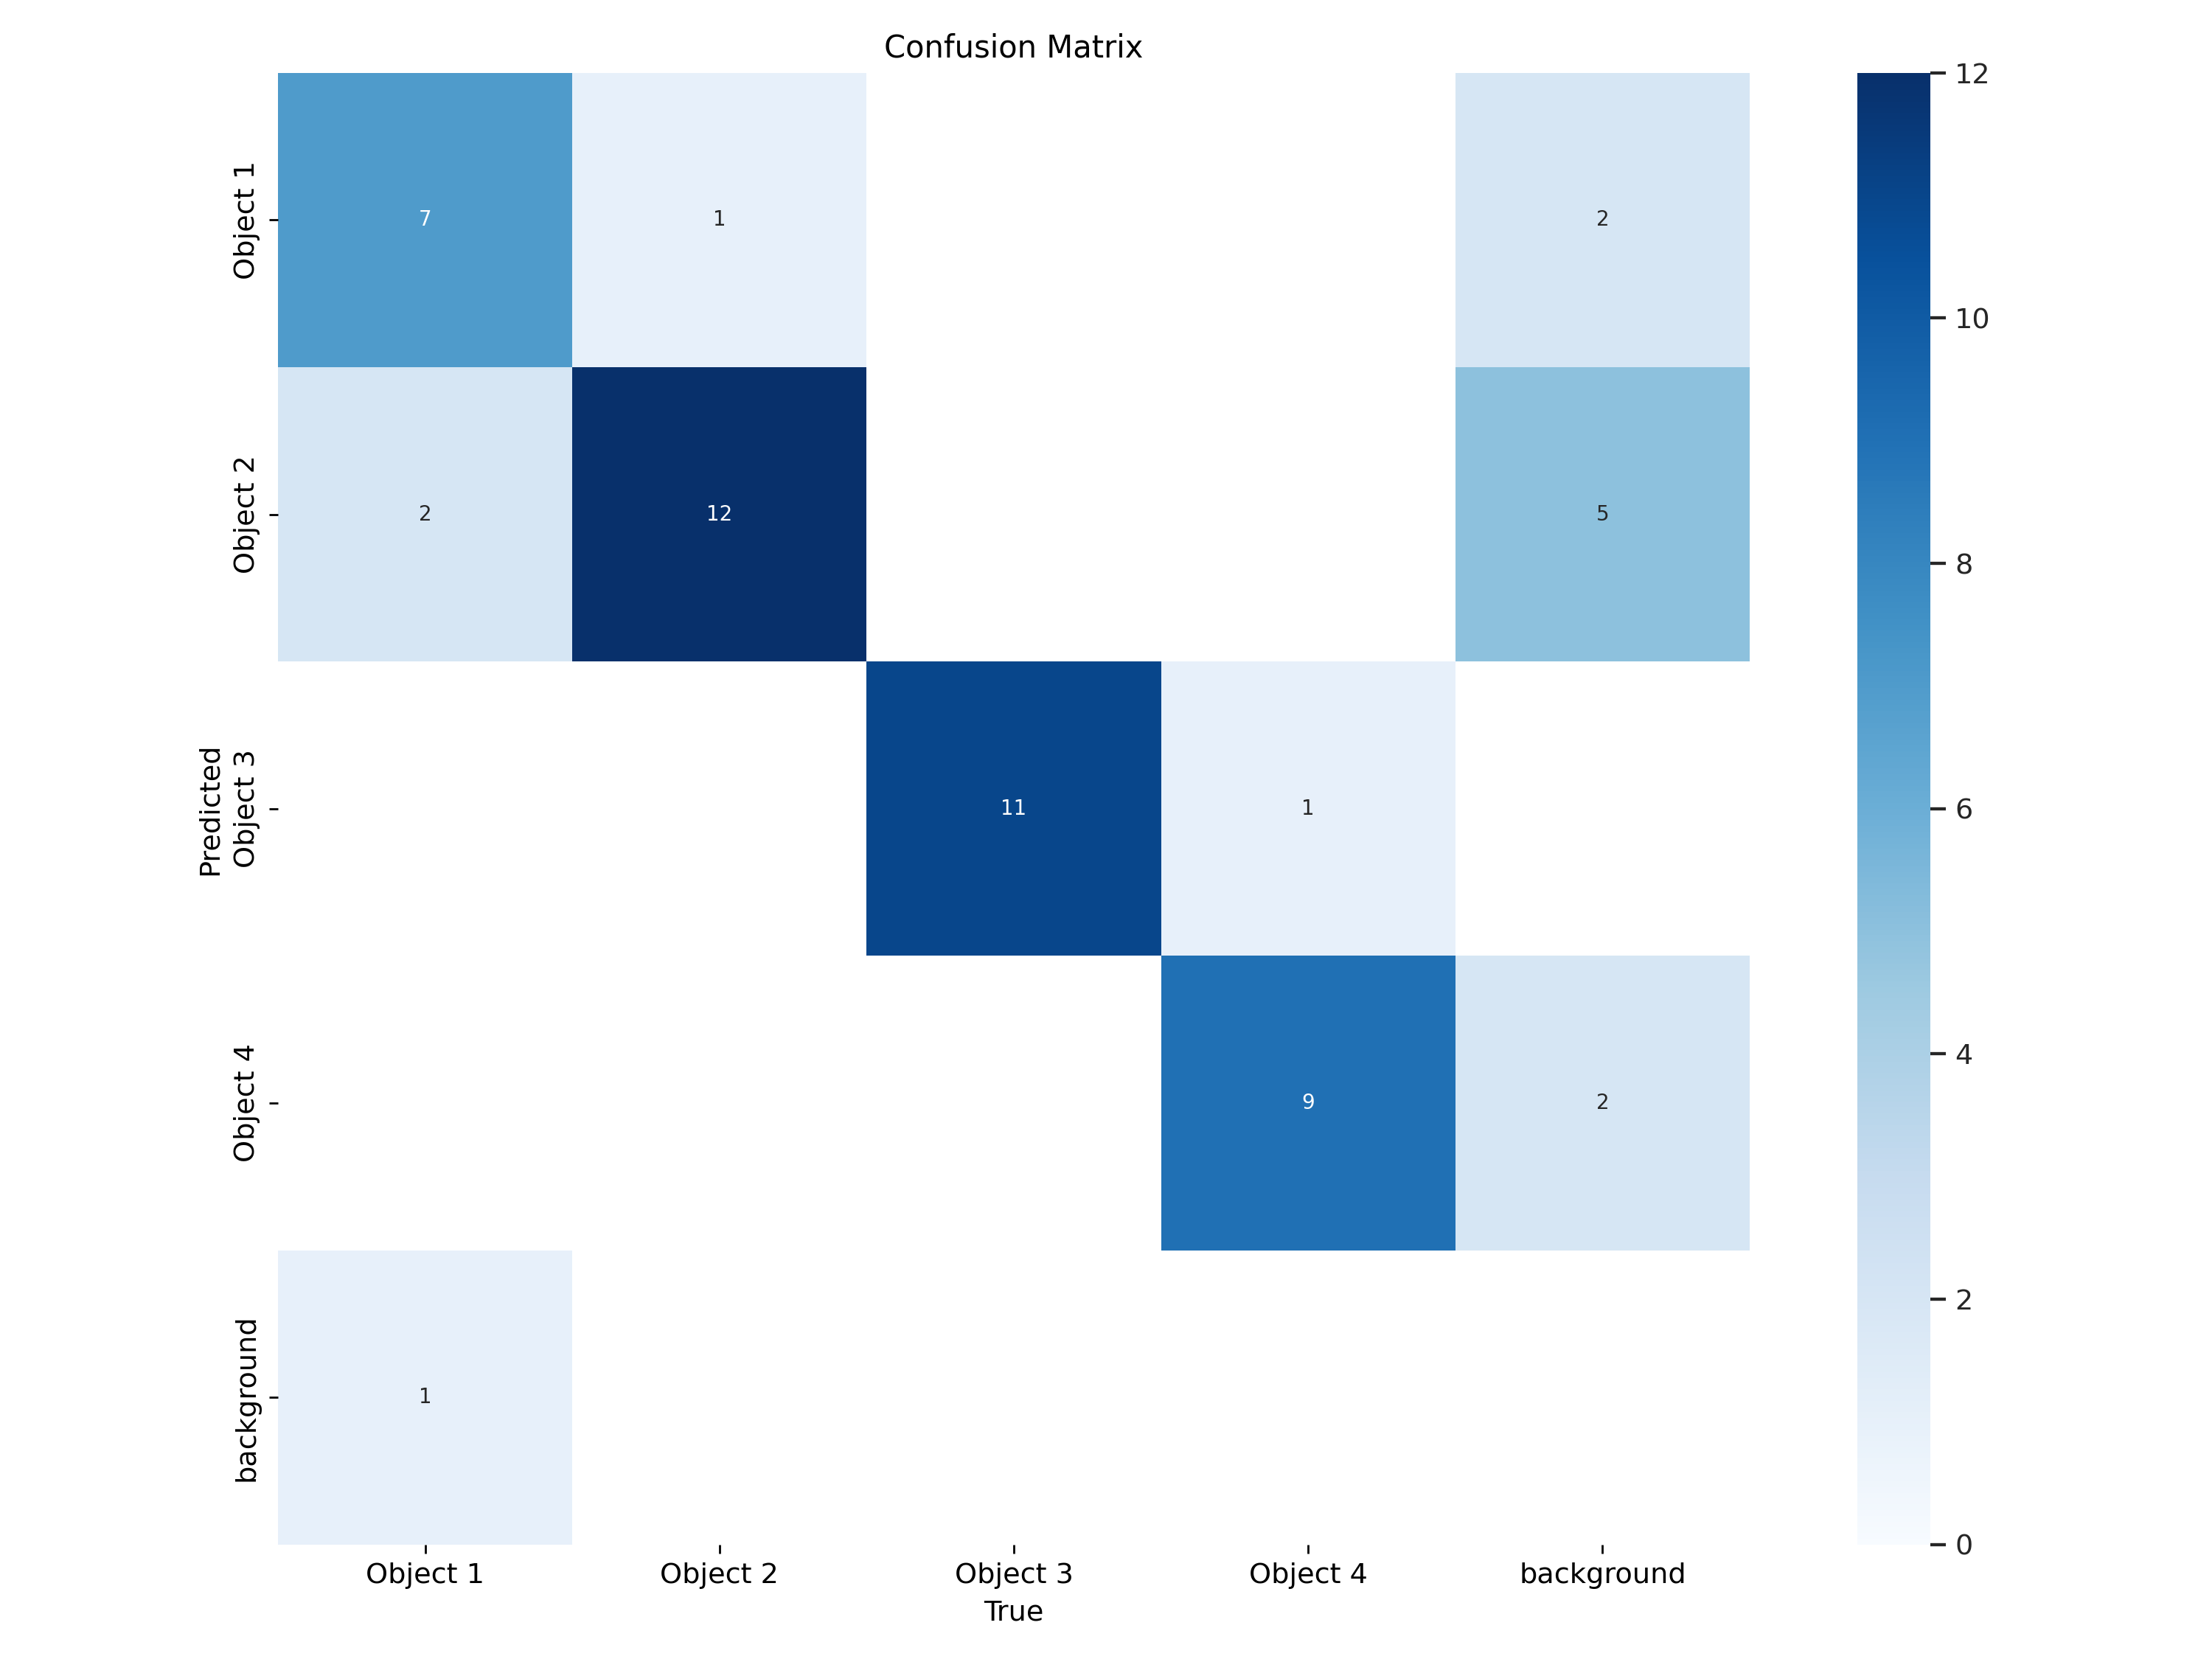 Confusion Matrix
Predicted
Object 1
7
1
2
Object 2
2
12
5
Object 3
11
1
Object 4
9
2
background
1
Object 1
Object 2
Object 3
Object 4
background
True
12
10
8
6
4
2
0